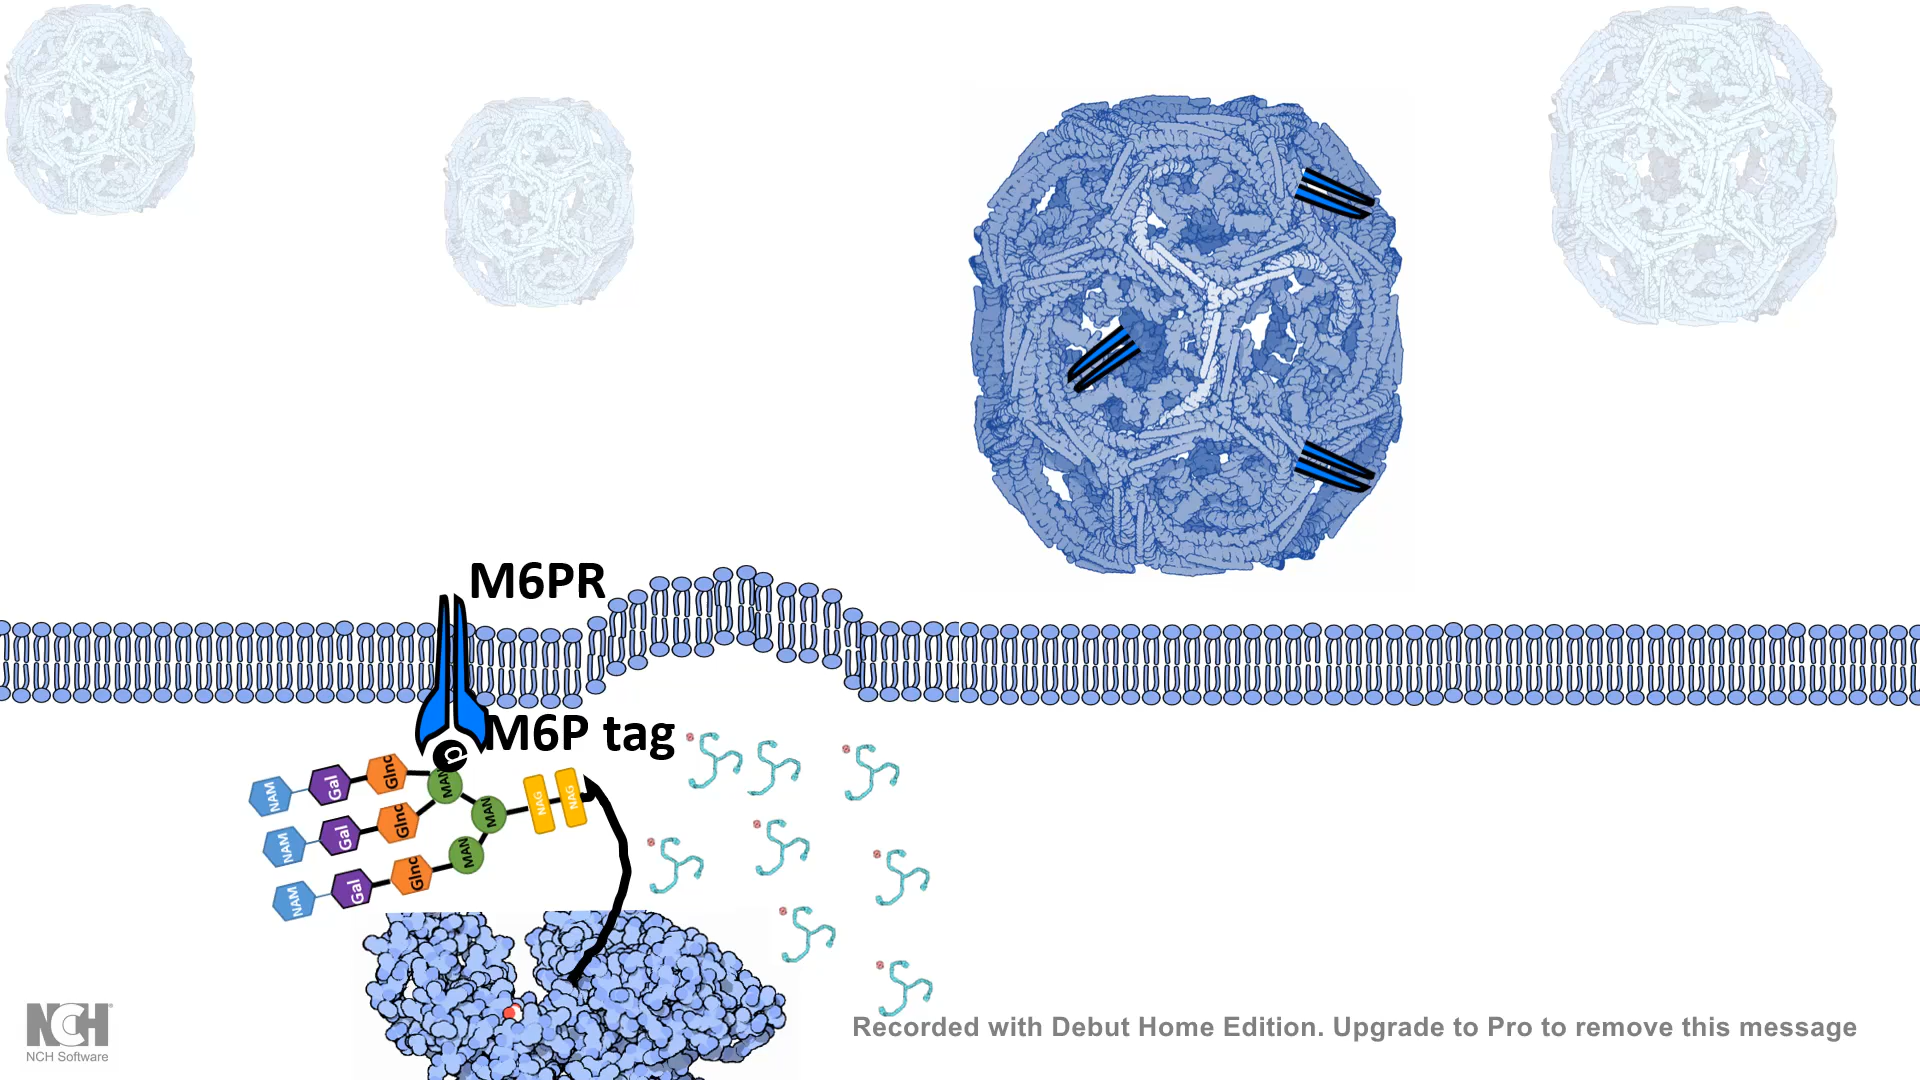 M6PR
M6P tag
NAM Gal Glnc MAN
NAM Gal Glnc MAN NAG NAG
NAM Gal Glnc MAN
NCH
NCH Software
Recorded with Debut Home Edition. Upgrade to Pro to remove this message